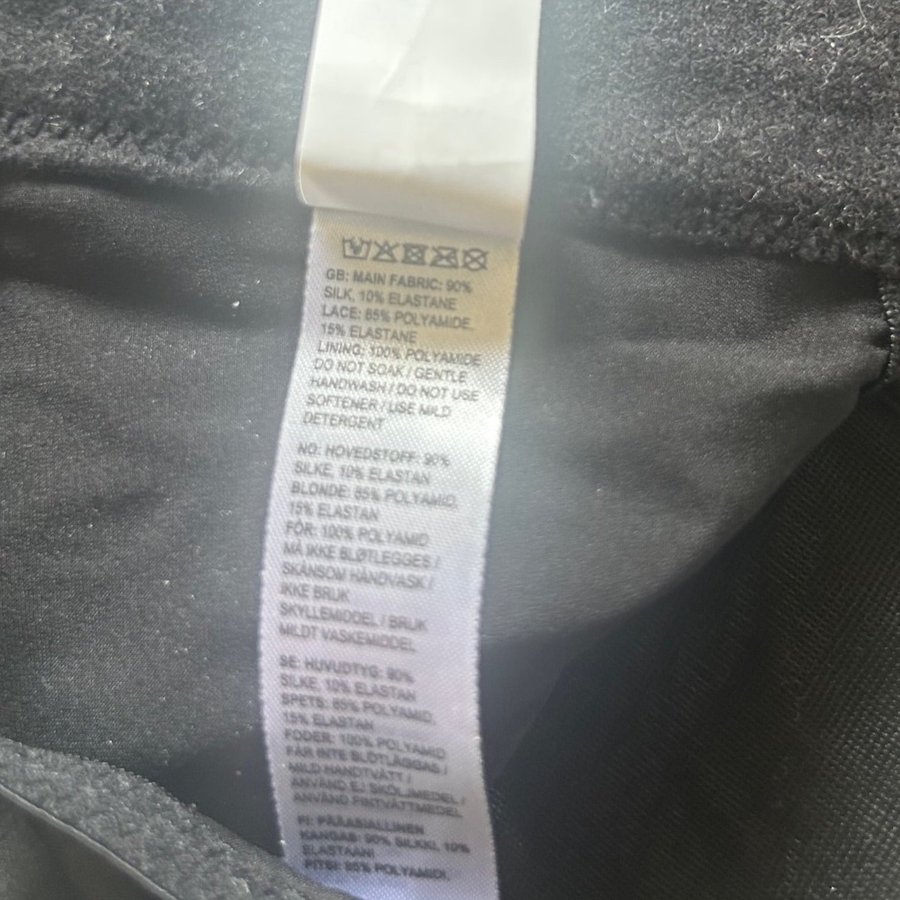 GB: MAIN FABRIC: 90%
SILK, 10% ELASTANE
LACE: 85% POLYAMIDE,
15% ELASTANE
LINING: 100% POLYAMIDE
DO NOT SOAK / GENTLE
HANDWASH / DO NOT USE
SOFTENER / USE MILD
DETERGENT
NO: HOVEDSTOFF: 90%
SILKE, 10% ELASTAN
BLONDE: 85% POLYAMID,
15% ELASTAN
FÔR: 100% POLYAMID
MÅ IKKE BLØTLEGGES /
SKÅNSOM HÅNDVASK /
IKKE BRUK
SKYLLEMIDDEL / BRUK
MILDT VASKEMIDDEL
SE: HUVUDTYG: 90%
SILKE, 10% ELASTAN
SPETS: 85% POLYAMID,
15% ELASTAN
FODER: 100% POLYAMID
FÅR INTE BLÖTLÄGGAS /
MILD HANDTVÄTT /
ANVÄND EJ SKÖLJMEDEL /
ANVÄND FINTVÄTTMEDEL
FI: PÄÄASIALLINEN
KANGAS: 90% SILKKI, 10%
ELASTAANI
PITSI: 85% POLYAMIDI,